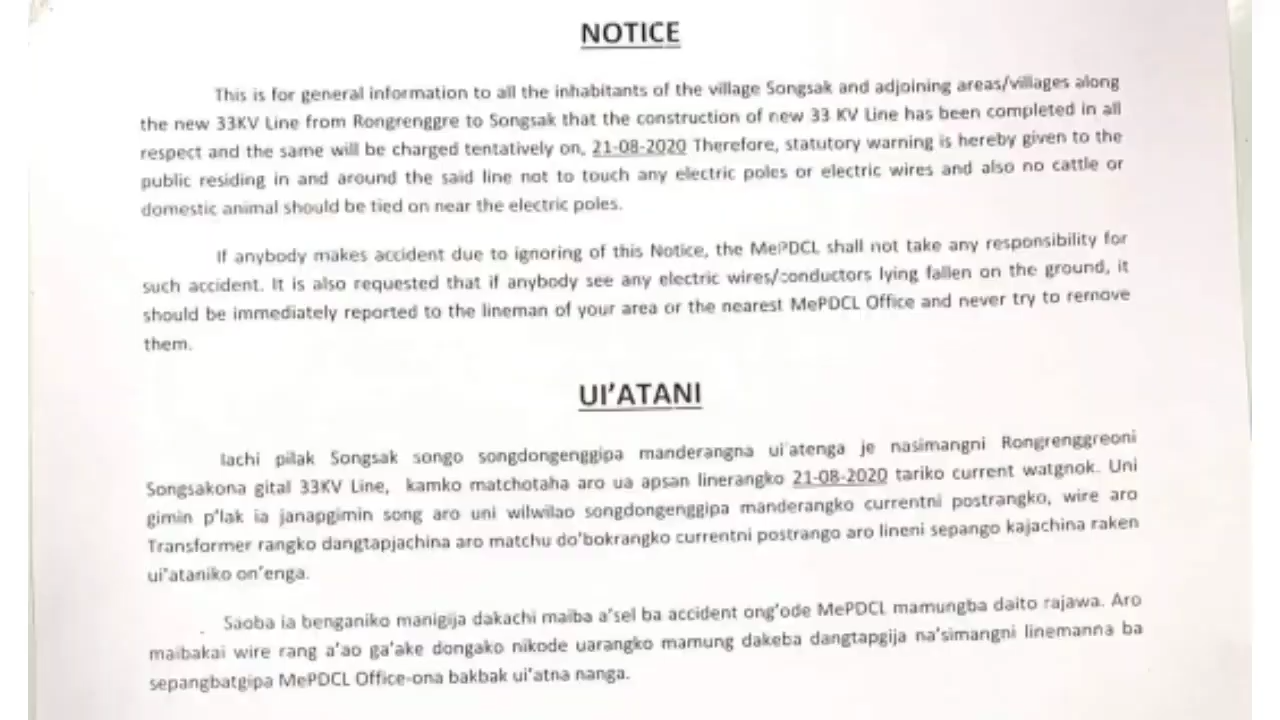 NOTICE
This is for general information to all the inhabitants of the village Songsak and adjoining areas/villages along
the new 33KV Line from Rongrenggre to Songsak that the construction of new 33 KV Line has been completed in all
respect and the same will be charged tentatively on, 21-08-2020 Therefore, statutory warning is hereby given to the
public residing in and around the said line not to touch any electric poles or electric wires and also no cattle or
domestic animal should be tied on near the electric poles.
If anybody makes accident due to ignoring of this Notice, the MePDCL shall not take any responsibility for
such accident. It is also requested that if anybody see any electric wires/conductors lying fallen on the ground, it
should be immediately reported to the lineman of your area or the nearest MePDCL Office and never try to remove
them.
UI'ATANI
Iachi pilak Songsak songo songdongenggipa manderangna ui'atenga je nasimangni Rongrenggreoni
Songsakona gital 33KV Line, kamko matchotaha aro ua apsan linerangko 21-08-2020 tariko current watgnok. Uni
gimin p'lak ia janapgimin song aro uni wilwilao songdongenggipa manderangko currentni postrangko, wire aro
Transformer rangko dangtapjachina aro matchu do'bokrangko currentni postrango aro lineni sepango kajachina raken
ui'ataniko on'enga.
Saoba ia benganiko manigija dakachi maiba a'sel ba accident ong'ode MePDCL mamungba daito rajawa. Aro
maibakai wire rang a'ao ga'ake dongako nikode uarangko mamung dakeba dangtapgija na'simangni linemanna ba
sepangbatgipa MePDCL Office-ona bakbak ui'atna nanga.